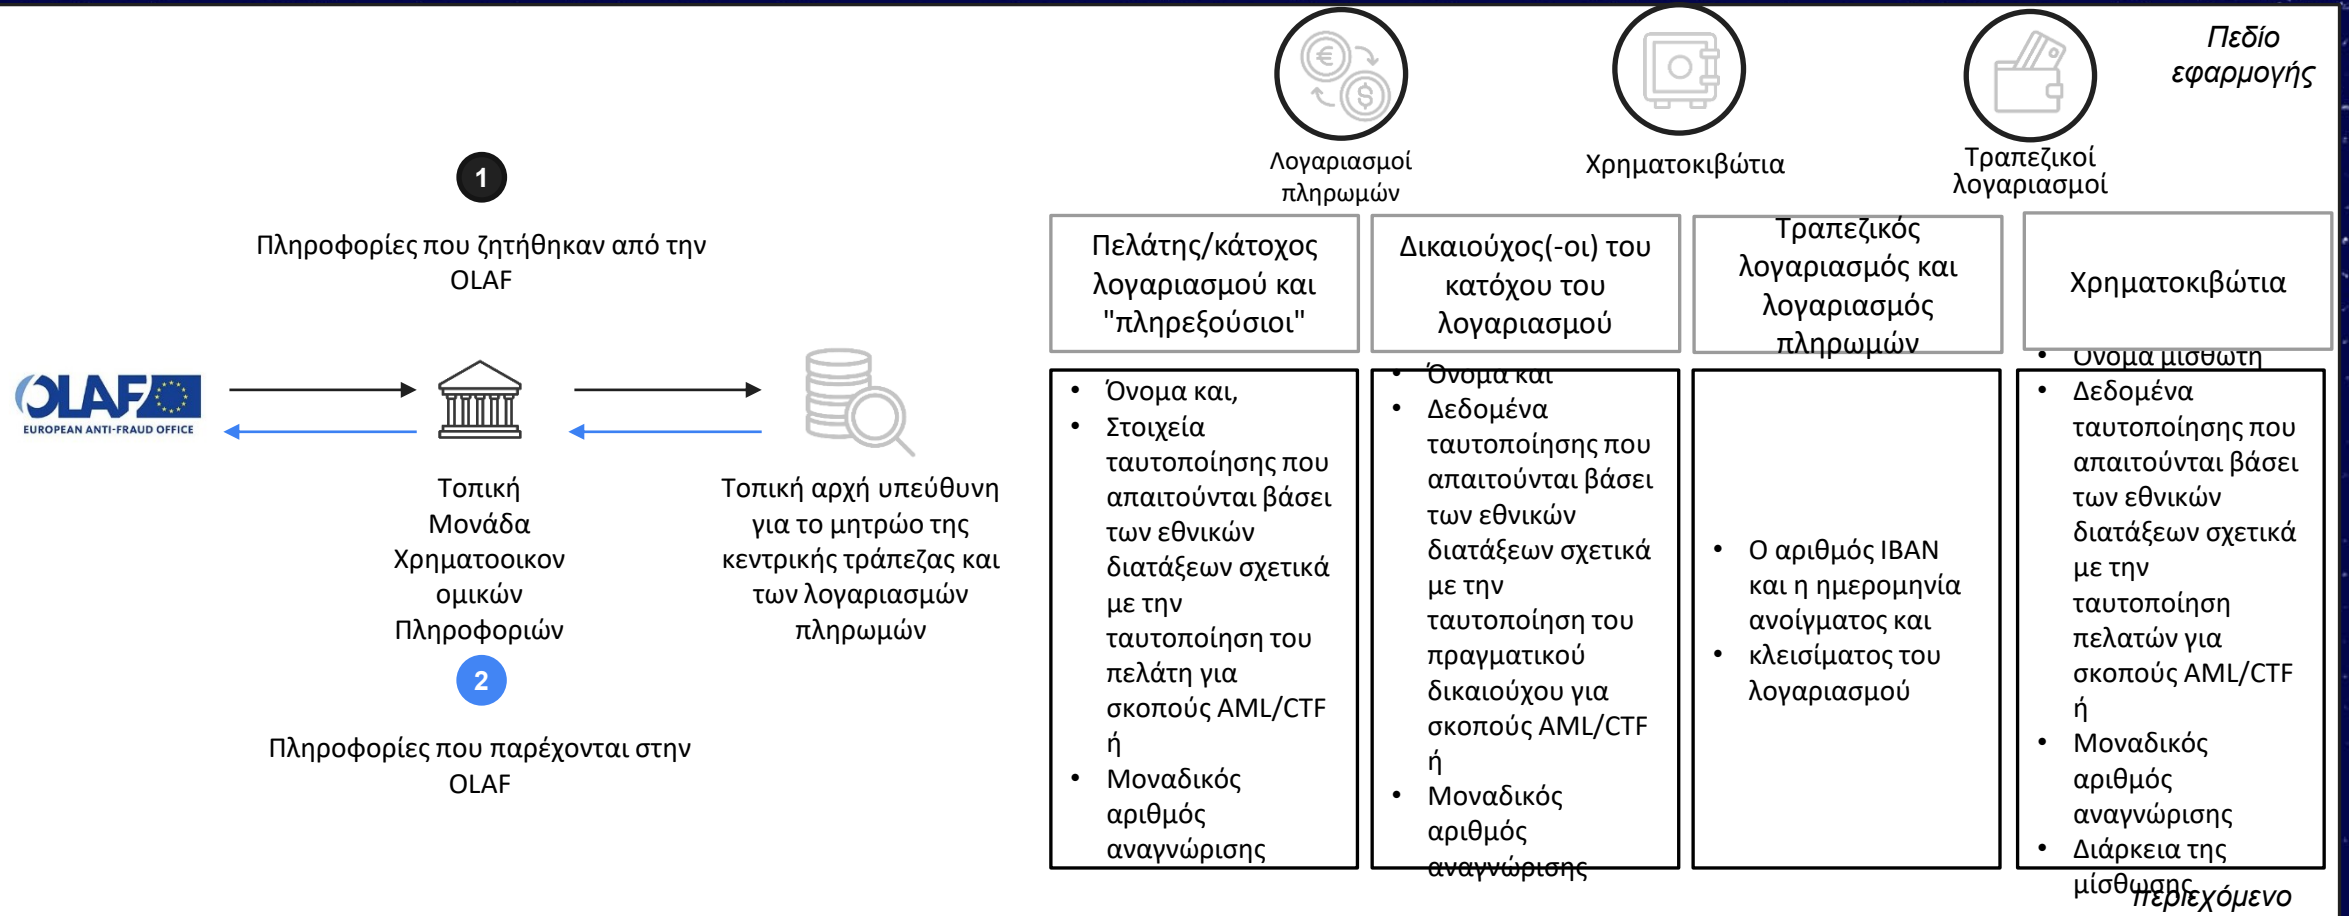 Πεδίο
εφαρμογής
Λογαριασμοί
πληρωμών
Χρηματοκιβώτια
Τραπεζικοί
λογαριασμοί
1
Πληροφορίες που ζητήθηκαν από την
OLAF
OLAF
EUROPEAN ANTI-FRAUD OFFICE
Τοπική
Μονάδα
Χρηματοοικον
ομικών
Πληροφοριών
Τοπική αρχή υπεύθυνη
για το μητρώο της
κεντρικής τράπεζας και
των λογαριασμών
πληρωμών
2
Πληροφορίες που παρέχονται στην
OLAF
Πελάτης/κάτοχος
λογαριασμού και
"πληρεξούσιοι"
• Όνομα και,
• Στοιχεία
ταυτοποίησης που
απαιτούνται βάσει
των εθνικών
διατάξεων σχετικά
με την
ταυτοποίηση του
πελάτη για
σκοπούς AML/CTF
ή
• Μοναδικός
αριθμός
αναγνώρισης
Δικαιούχος(-οι) του
κατόχου του
λογαριασμού
• Όνομα και
• Δεδομένα
ταυτοποίησης που
απαιτούνται βάσει
των εθνικών
διατάξεων σχετικά
με την
ταυτοποίηση του
πραγματικού
δικαιούχου για
σκοπούς AML/CTF
ή
• Μοναδικός
αριθμός
αναγνώρισης
Τραπεζικός
λογαριασμός και
λογαριασμός
πληρωμών
• Ο αριθμός IBAN
και η ημερομηνία
ανοίγματος και
• κλεισίματος του
λογαριασμού
Χρηματοκιβώτια
• Όνομα μισθωτή
• Δεδομένα
ταυτοποίησης που
απαιτούνται βάσει
των εθνικών
διατάξεων σχετικά
με την
ταυτοποίηση
πελατών για
σκοπούς AML/CTF
ή
• Μοναδικός
αριθμός
αναγνώρισης
• Διάρκεια της
μίσθωσης
περιεχόμενο